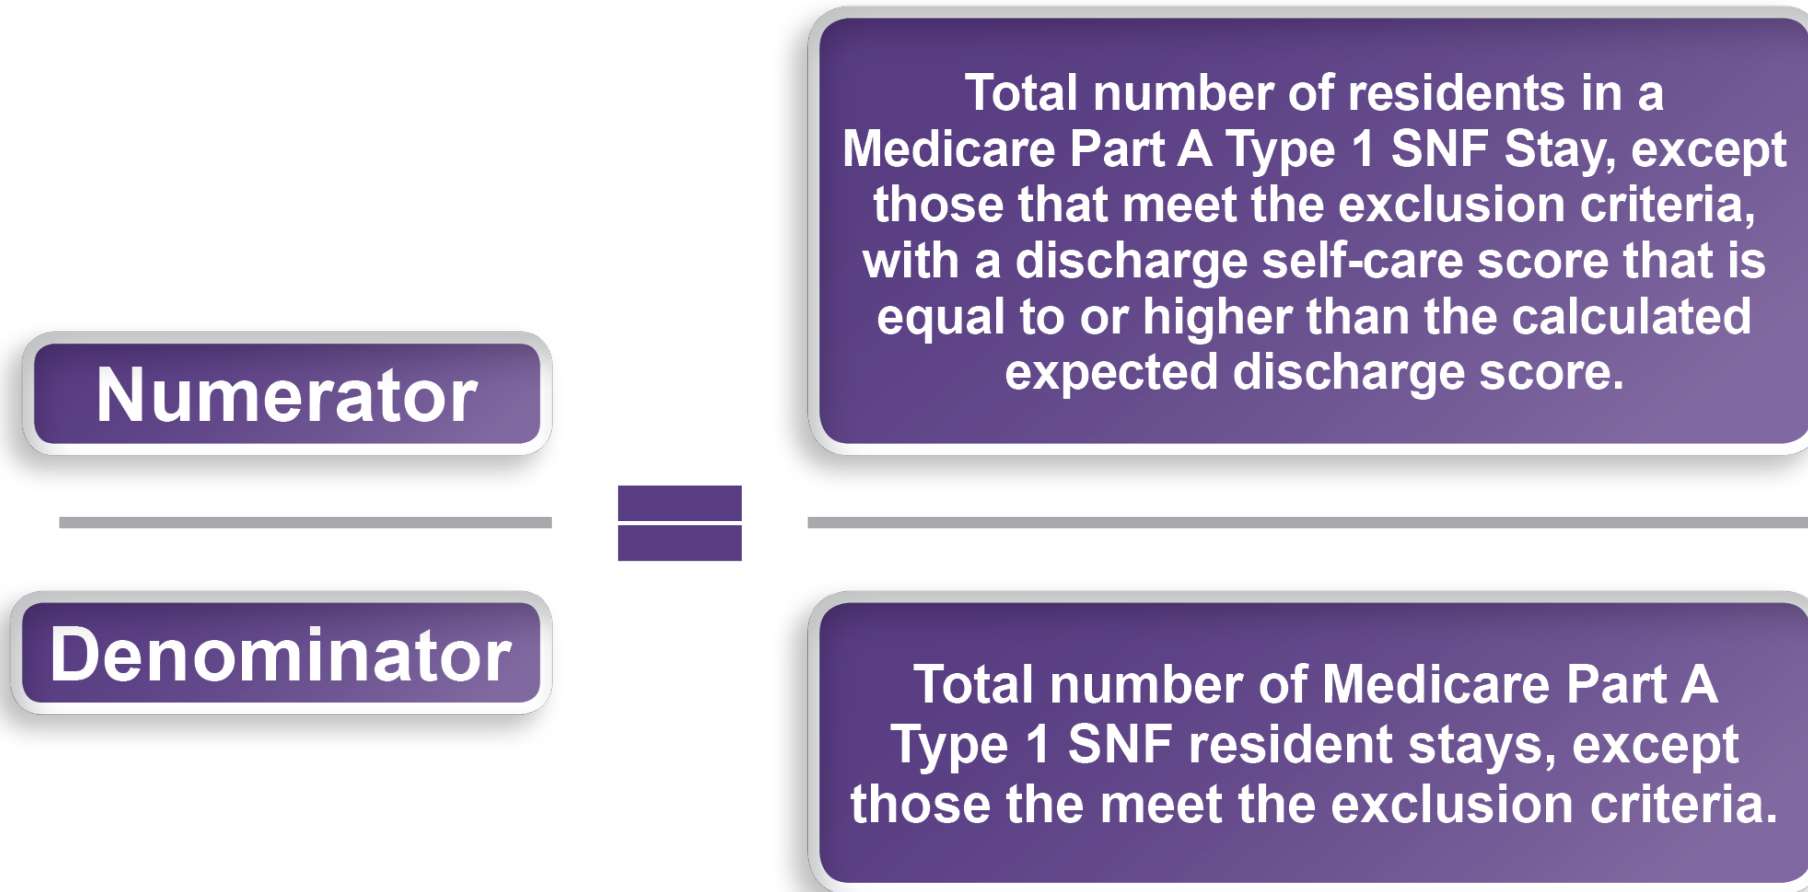 Numerator
Denominator
Total number of residents in a
Medicare Part A Type 1 SNF Stay, except
those that meet the exclusion criteria,
with a discharge self-care score that is
equal to or higher than the calculated
expected discharge score.
Total number of Medicare Part A
Type 1 SNF resident stays, except
those the meet the exclusion criteria.